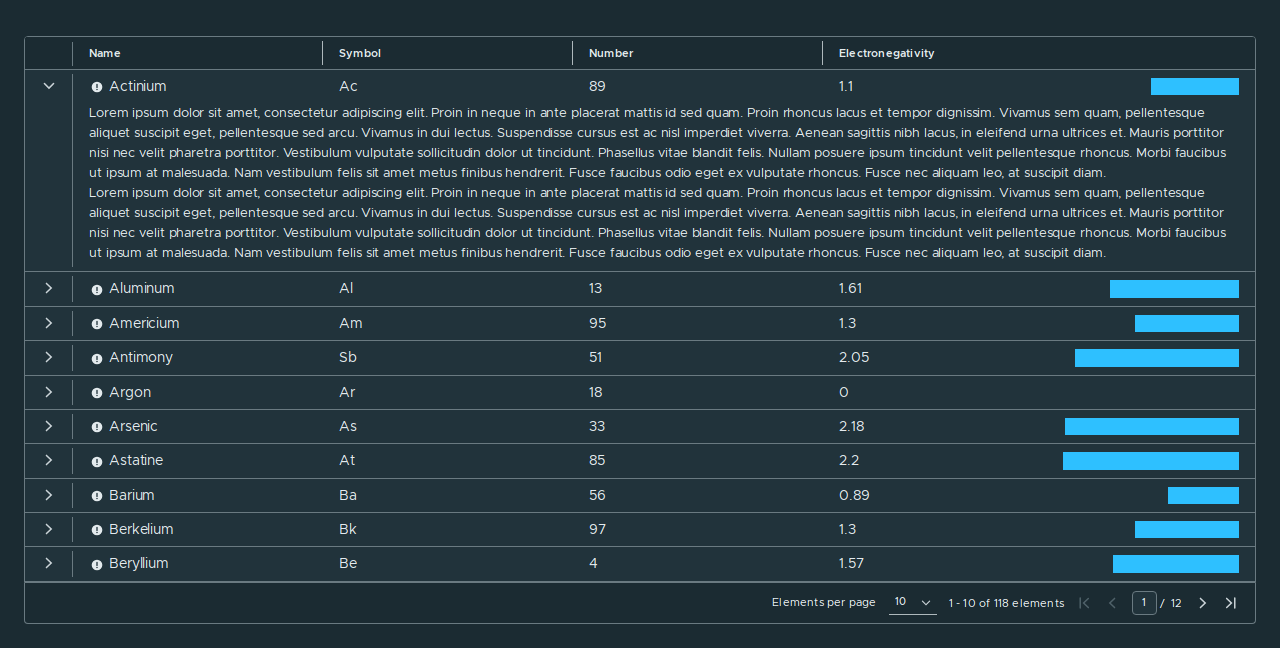 Name Symbol Number Electronegativity
Actinium Ac 89 1.1
Lorem ipsum dolor sit amet, consectetur adipiscing elit. Proin in neque in ante placerat mattis id sed quam. Proin rhoncus lacus et tempor dignissim. Vivamus sem quam, pellentesque
aliquet suscipit eget, pellentesque sed arcu. Vivamus in dui lectus. Suspendisse cursus est ac nisl imperdiet viverra. Aenean sagittis nibh lacus, in eleifend urna ultrices et. Mauris porttitor
nisi nec velit pharetra porttitor. Vestibulum vulputate sollicitudin dolor ut tincidunt. Phasellus vitae blandit felis. Nullam posuere ipsum tincidunt velit pellentesque rhoncus. Morbi faucibus
ut ipsum at malesuada. Nam vestibulum felis sit amet metus finibus hendrerit. Fusce faucibus odio eget ex vulputate rhoncus. Fusce nec aliquam leo, at suscipit diam.
Lorem ipsum dolor sit amet, consectetur adipiscing elit. Proin in neque in ante placerat mattis id sed quam. Proin rhoncus lacus et tempor dignissim. Vivamus sem quam, pellentesque
aliquet suscipit eget, pellentesque sed arcu. Vivamus in dui lectus. Suspendisse cursus est ac nisl imperdiet viverra. Aenean sagittis nibh lacus, in eleifend urna ultrices et. Mauris porttitor
nisi nec velit pharetra porttitor. Vestibulum vulputate sollicitudin dolor ut tincidunt. Phasellus vitae blandit felis. Nullam posuere ipsum tincidunt velit pellentesque rhoncus. Morbi faucibus
ut ipsum at malesuada. Nam vestibulum felis sit amet metus finibus hendrerit. Fusce faucibus odio eget ex vulputate rhoncus. Fusce nec aliquam leo, at suscipit diam.
Aluminum Al 13 1.61
Americium Am 95 1.3
Antimony Sb 51 2.05
Argon Ar 18 0
Arsenic As 33 2.18
Astatine At 85 2.2
Barium Ba 56 0.89
Berkelium Bk 97 1.3
Beryllium Be 4 1.57
Elements per page 10 1 - 10 of 118 elements 1 / 12